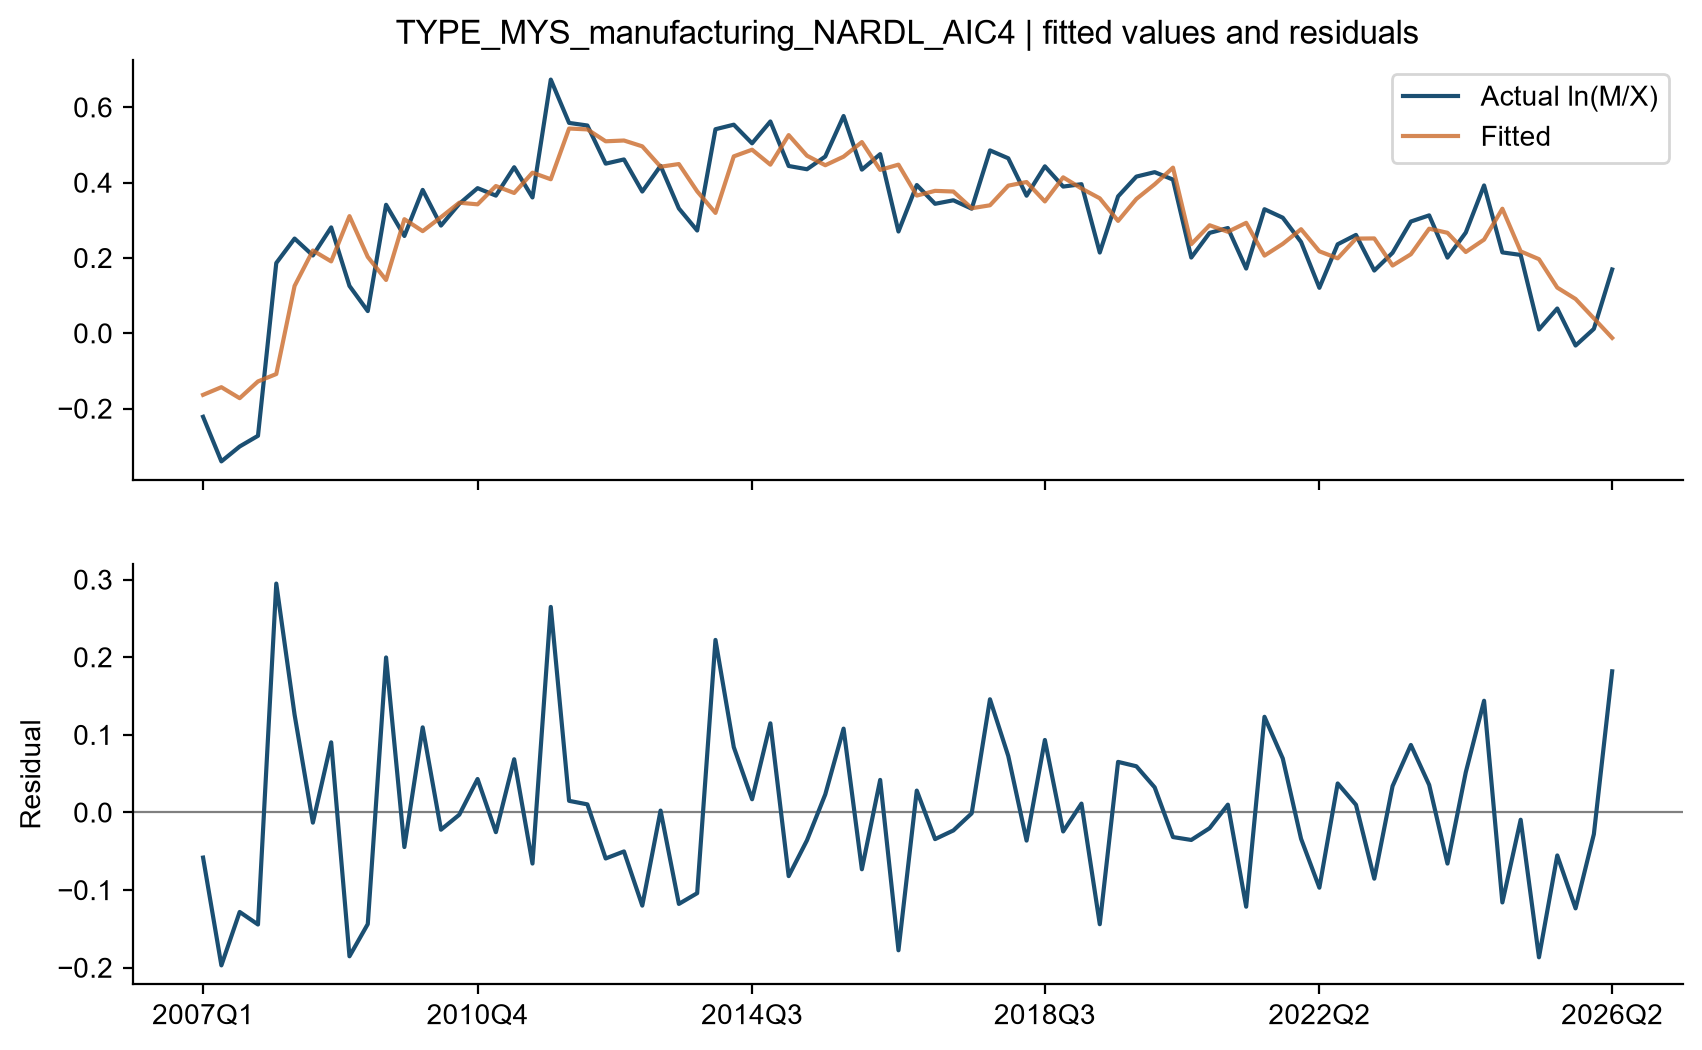 TYPE_MYS_manufacturing_NARDL_AIC4 | fitted values and residuals
Actual ln(M/X)
Fitted
0.6
0.4
0.2
0.0
−0.2
Residual
0.3
0.2
0.1
0.0
−0.1
−0.2
2007Q1 2010Q4 2014Q3 2018Q3 2022Q2 2026Q2